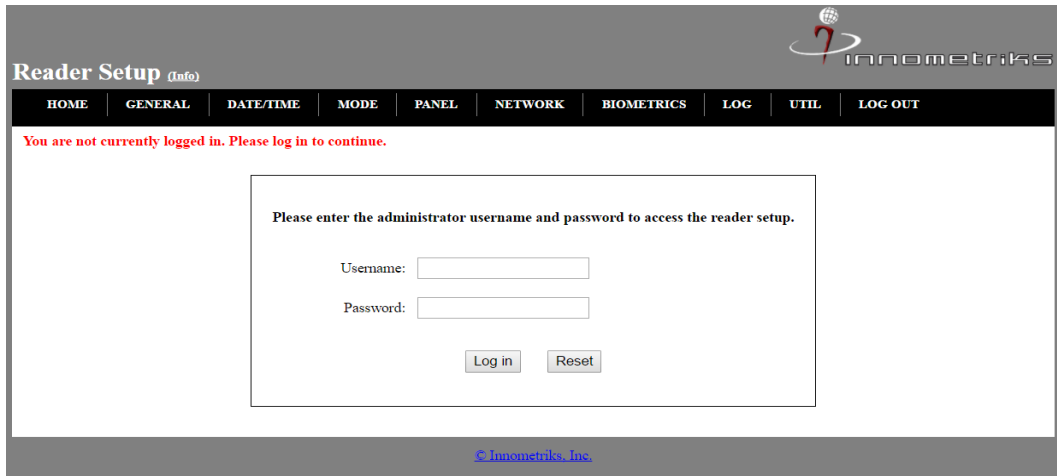 innometriks
Reader Setup (Info)
HOME GENERAL DATE/TIME MODE PANEL NETWORK BIOMETRICS LOG UTIL LOG OUT
You are not currently logged in. Please log in to continue.
Please enter the administrator username and password to access the reader setup.
Username:
Password:
Log in Reset
© Innometriks, Inc.